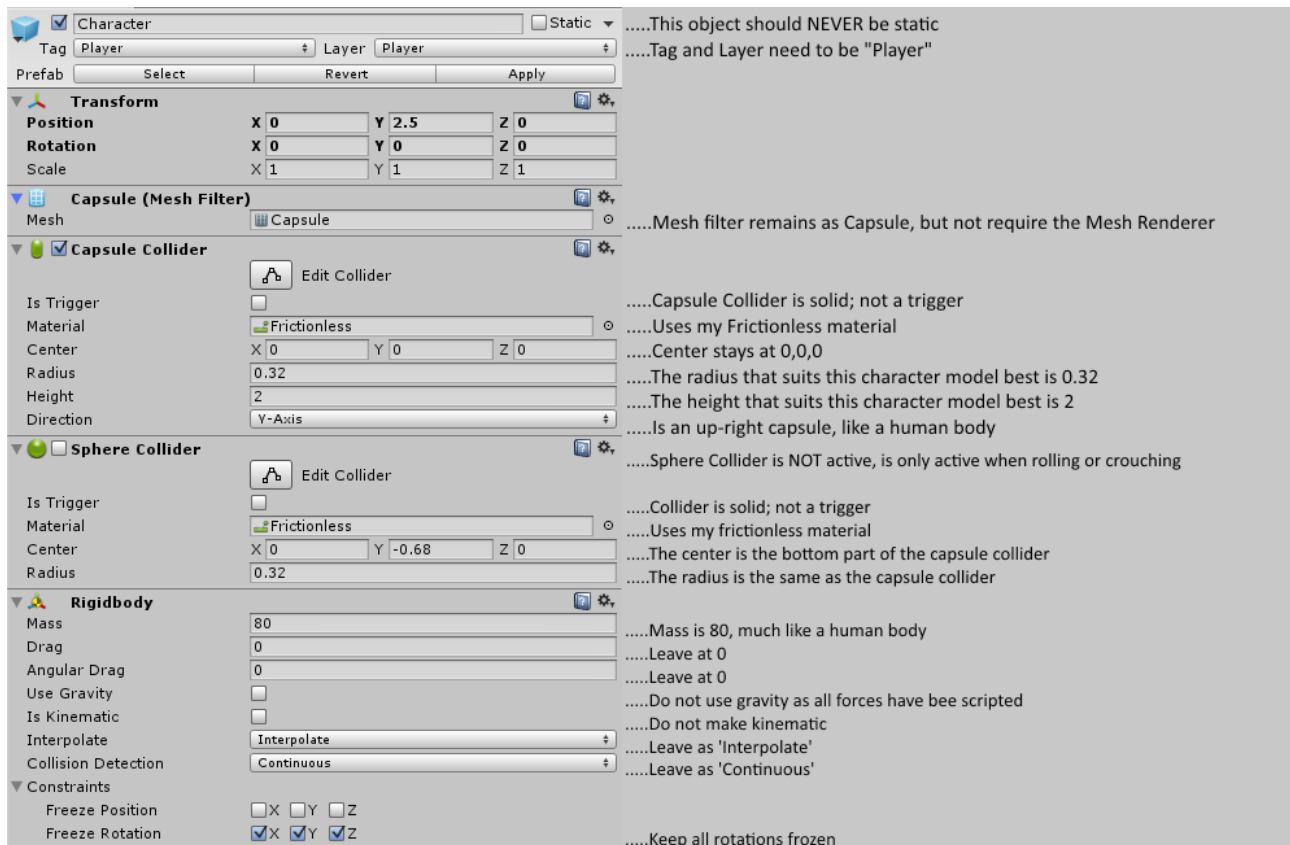 Character Static .....This object should NEVER be static
Tag Player Layer Player .....Tag and Layer need to be "Player"
Prefab Select Revert Apply
Transform
Position X 0 Y 2.5 Z 0
Rotation X 0 Y 0 Z 0
Scale X 1 Y 1 Z 1
Capsule (Mesh Filter)
Mesh Capsule .....Mesh filter remains as Capsule, but not require the Mesh Renderer
Capsule Collider
Edit Collider
Is Trigger .....Capsule Collider is solid; not a trigger
Material Frictionless .....Uses my Frictionless material
Center X 0 Y 0 Z 0 .....Center stays at 0,0,0
Radius 0.32 .....The radius that suits this character model best is 0.32
Height 2 .....The height that suits this character model best is 2
Direction Y-Axis .....Is an up-right capsule, like a human body
Sphere Collider .....Sphere Collider is NOT active, is only active when rolling or crouching
Edit Collider
Is Trigger .....Collider is solid; not a trigger
Material Frictionless .....Uses my frictionless material
Center X 0 Y -0.68 Z 0 .....The center is the bottom part of the capsule collider
Radius 0.32 .....The radius is the same as the capsule collider
Rigidbody
Mass 80 .....Mass is 80, much like a human body
Drag 0 .....Leave at 0
Angular Drag 0 .....Leave at 0
Use Gravity .....Do not use gravity as all forces have bee scripted
Is Kinematic .....Do not make kinematic
Interpolate Interpolate .....Leave as 'Interpolate'
Collision Detection Continuous .....Leave as 'Continuous'
Constraints
Freeze Position X Y Z
Freeze Rotation X Y Z .....Keep all rotations frozen